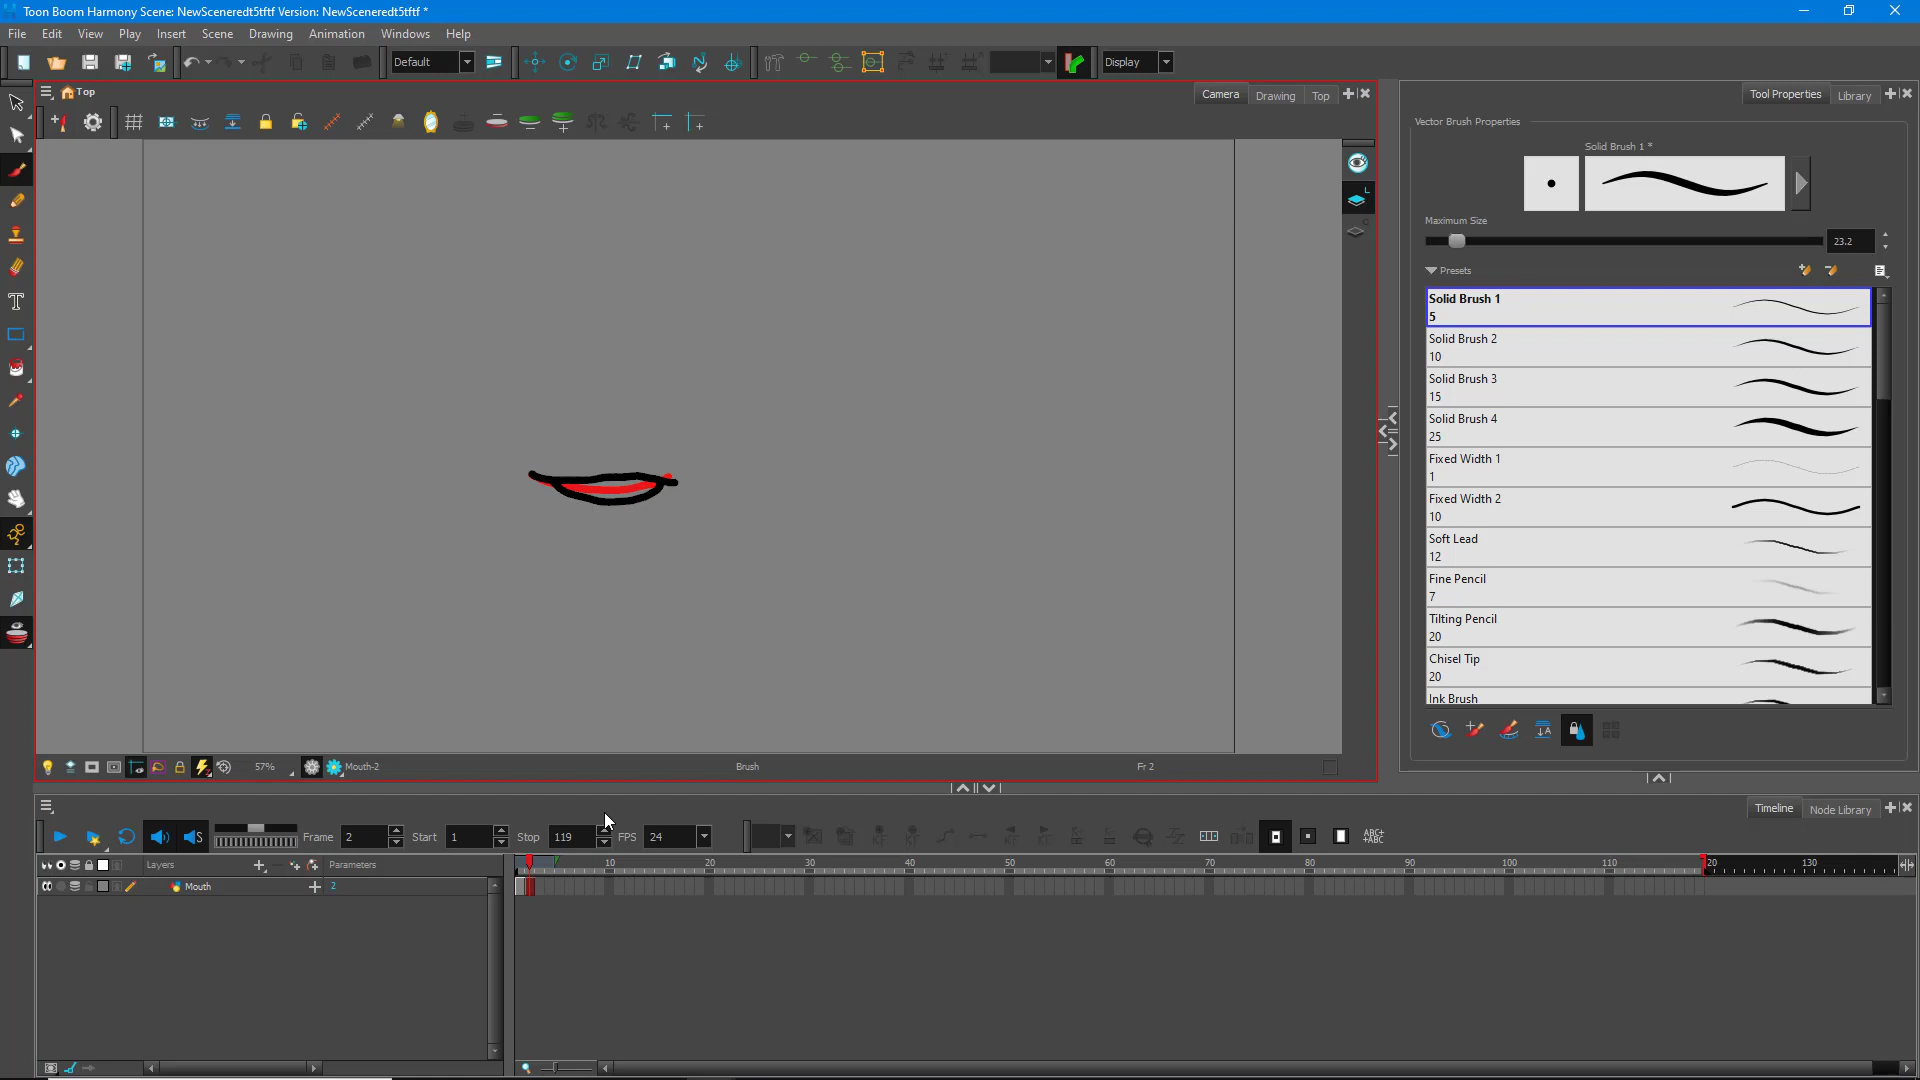 Toon Boom Harmony Scene: NewSceneredt5tftf Version: NewSceneredt5tftf *
File Edit View Play Insert Scene Drawing Animation Windows Help
Default Display
Top Camera Drawing Top Tool Properties Library
Vector Brush Properties
Solid Brush 1 *
Maximum Size
23.2
Presets
Solid Brush 1
5
Solid Brush 2
10
Solid Brush 3
15
Solid Brush 4
25
Fixed Width 1
1
Fixed Width 2
10
Soft Lead
12
Fine Pencil
7
Tilting Pencil
20
Chisel Tip
20
Ink Brush
57% Mouth-2 Brush Fr 2
Timeline Node Library
Frame 2 Start 1 Stop 119 FPS 24
Layers Parameters 10 20 30 40 50 60 70 80 90 100 110 20 130
Mouth 2